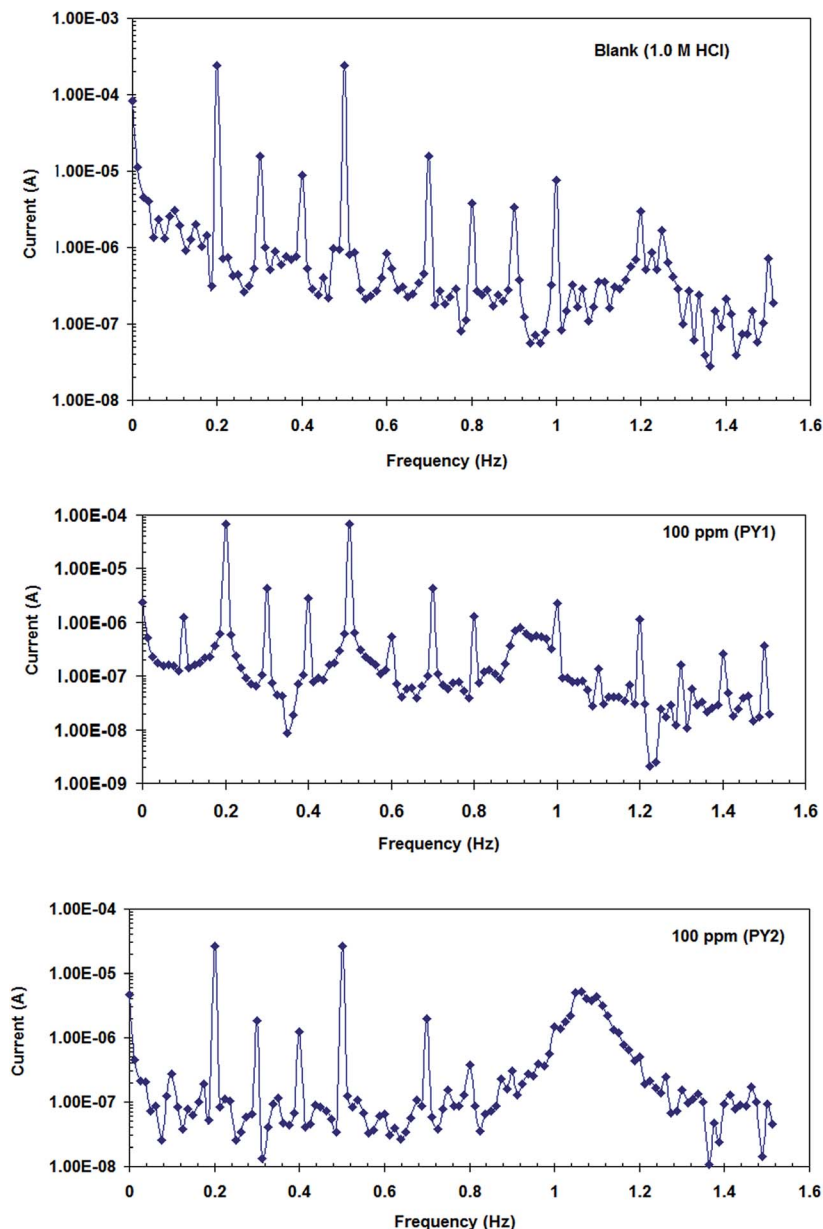 1.00E-03
Blank (1.0 M HCl)
1.00E-04
1.00E-05
Current (A)
1.00E-06
1.00E-07
1.00E-08
0 0.2 0.4 0.6 0.8 1 1.2 1.4 1.6
Frequency (Hz)
1.00E-04
100 ppm (PY1)
1.00E-05
1.00E-06
Current (A)
1.00E-07
1.00E-08
1.00E-09
0 0.2 0.4 0.6 0.8 1 1.2 1.4 1.6
Frequency (Hz)
1.00E-04
100 ppm (PY2)
1.00E-05
Current (A)
1.00E-06
1.00E-07
1.00E-08
0 0.2 0.4 0.6 0.8 1 1.2 1.4 1.6
Frequency (Hz)